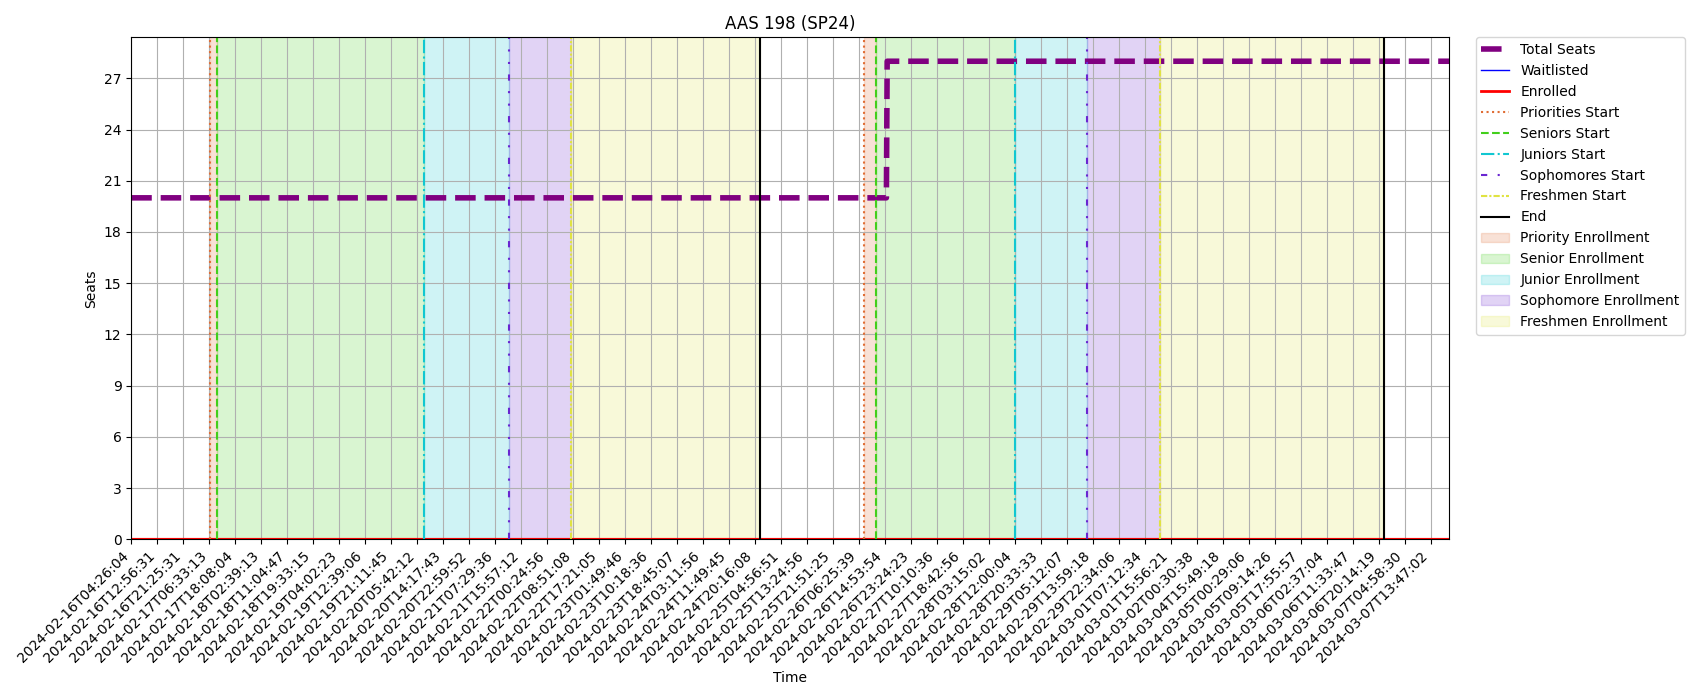 AAS 198 (SP24)
Total Seats
Waitlisted
Enrolled
Priorities Start
Seniors Start
Juniors Start
Sophomores Start
Freshmen Start
End
Priority Enrollment
Senior Enrollment
Junior Enrollment
Sophomore Enrollment
Freshmen Enrollment
Seats
27
24
21
18
15
12
9
6
3
0
2024-02-16T04:26:04
2024-02-16T12:56:31
2024-02-16T21:25:31
2024-02-17T06:33:13
2024-02-17T18:08:04
2024-02-18T02:39:13
2024-02-18T11:04:47
2024-02-18T19:33:15
2024-02-19T04:02:23
2024-02-19T12:39:06
2024-02-19T21:11:45
2024-02-20T05:42:12
2024-02-20T14:17:43
2024-02-20T22:59:52
2024-02-21T07:29:36
2024-02-21T15:57:12
2024-02-22T00:24:56
2024-02-22T08:51:08
2024-02-22T17:21:05
2024-02-23T01:49:46
2024-02-23T10:18:36
2024-02-23T18:45:07
2024-02-24T03:11:56
2024-02-24T11:49:45
2024-02-24T20:16:08
2024-02-25T04:56:51
2024-02-25T13:24:56
2024-02-25T21:51:25
2024-02-26T06:25:39
2024-02-26T14:53:54
2024-02-26T23:24:23
2024-02-27T10:10:36
2024-02-27T18:42:56
2024-02-28T03:15:02
2024-02-28T12:00:04
2024-02-28T20:33:33
2024-02-29T05:12:07
2024-02-29T13:59:18
2024-02-29T22:34:06
2024-03-01T07:12:34
2024-03-01T15:56:21
2024-03-02T00:30:38
2024-03-04T15:49:18
2024-03-05T00:29:06
2024-03-05T09:14:26
2024-03-05T17:55:57
2024-03-06T02:37:04
2024-03-06T11:33:47
2024-03-06T20:14:19
2024-03-07T04:58:30
2024-03-07T13:47:02
Time